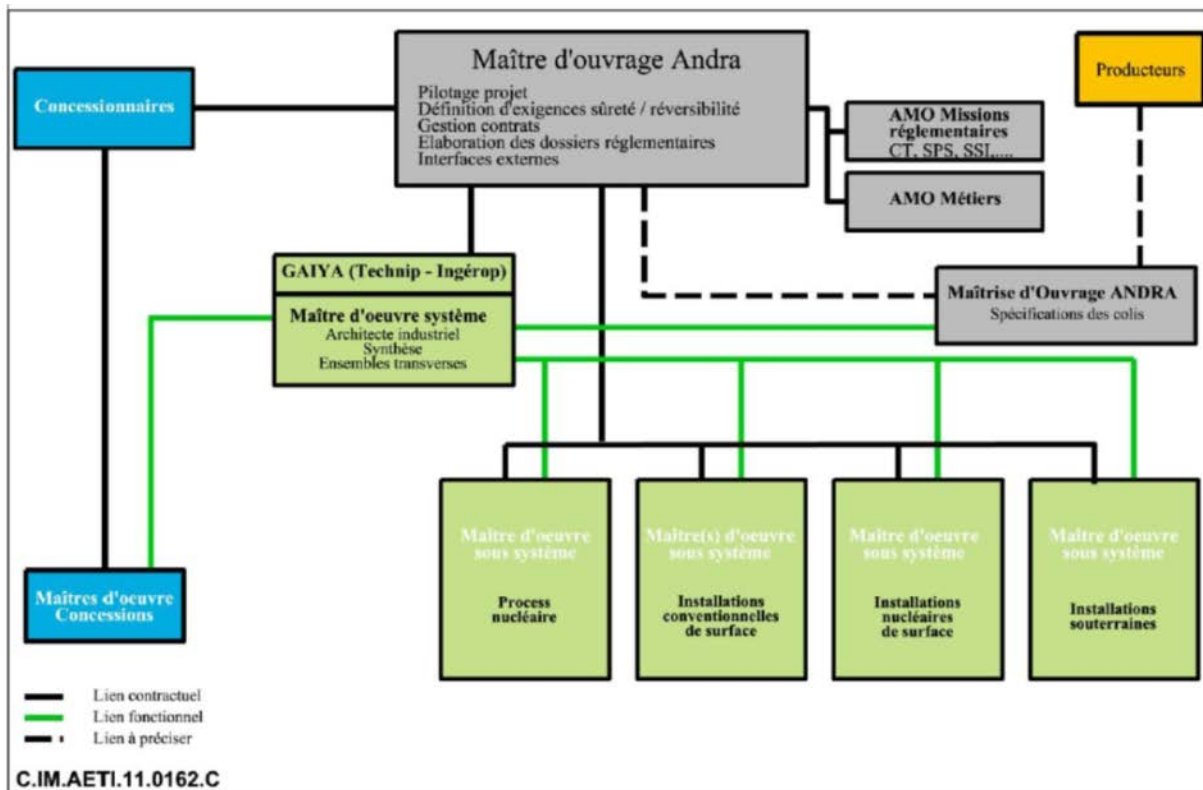 Maître d'ouvrage Andra
Pilotage projet
Définition d'exigences sûreté / réversibilité
Gestion contrats
Elaboration des dossiers réglementaires
Interfaces externes
Concessionnaires
Producteurs
AMO Missions
réglementaires
CT, SPS, SSI,....
AMO Métiers
GAIYA (Technip - Ingérop)
Maître d'oeuvre système
Architecte industriel
Synthèse
Ensembles transverses
Maîtrise d'Ouvrage ANDRA
Spécifications des colis
Maître d'oeuvre
sous système
Process
nucléaire
Maître(s) d'oeuvre
sous système
Installations
conventionnelles
de surface
Maître d'oeuvre
sous système
Installations
nucléaires
de surface
Maître d'oeuvre
sous système
Installations
souterraines
Maîtres d'oeuvre
Concessions
Lien contractuel
Lien fonctionnel
Lien à préciser
C.IM.AETI.11.0162.C